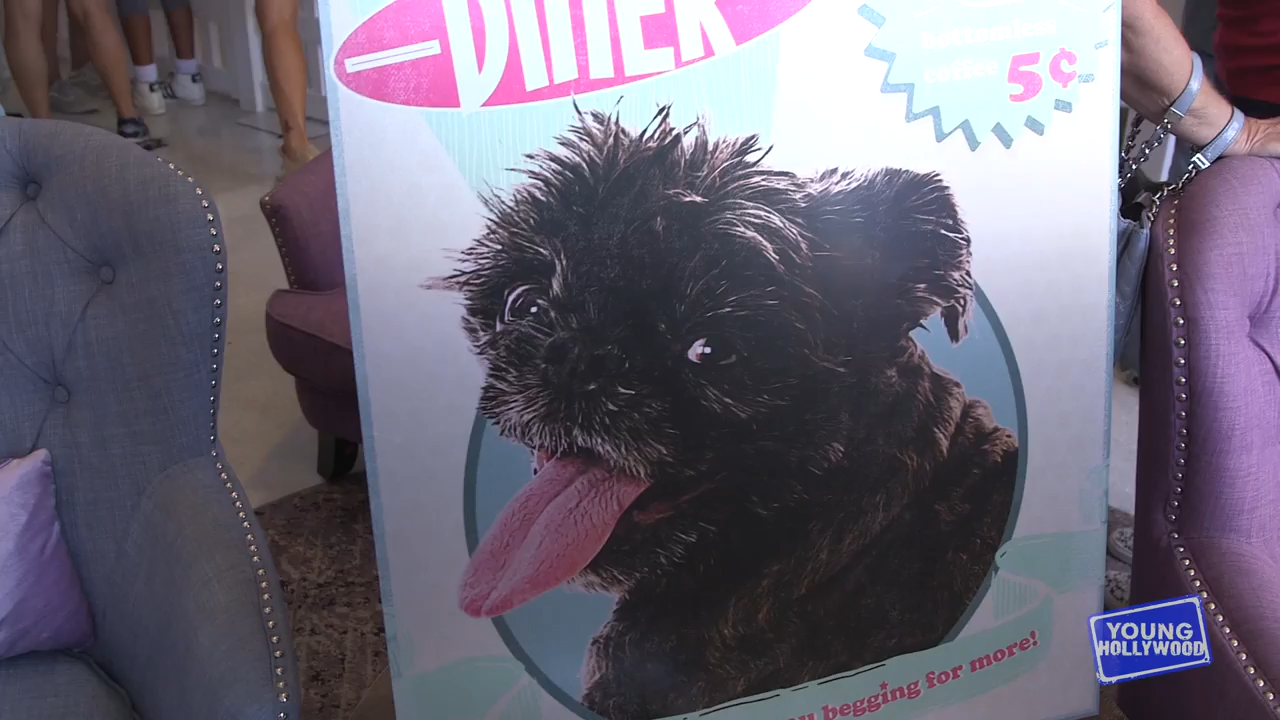 DINER
bottomless
coffee 5¢
begging for more!
YOUNG
HOLLYWOOD